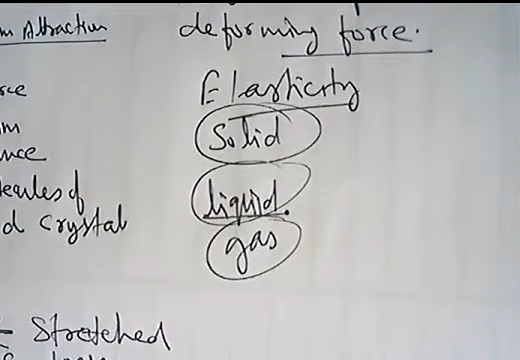 m Attraction
deforming force.
rce
Elasticity
m
Solid
nce
liquid.
ecules of
d crystal
gas
Stretched